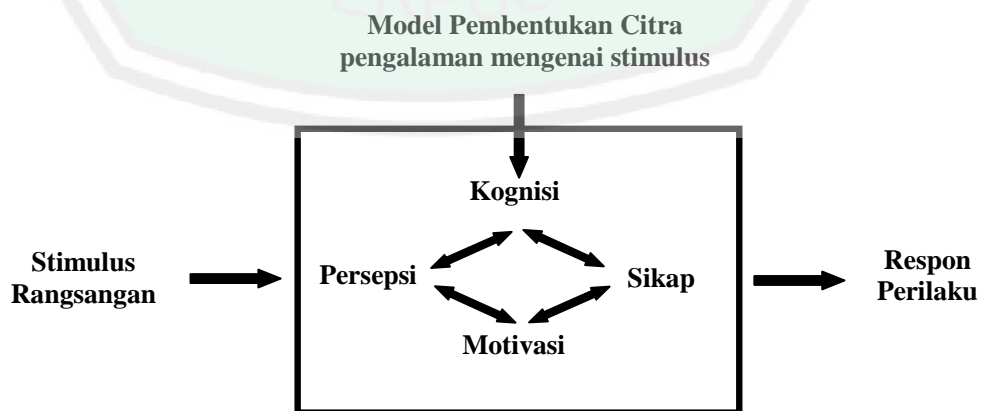 Model Pembentukan Citra
pengalaman mengenai stimulus
Kognisi
Stimulus
Rangsangan
Persepsi
Sikap
Respon
Perilaku
Motivasi